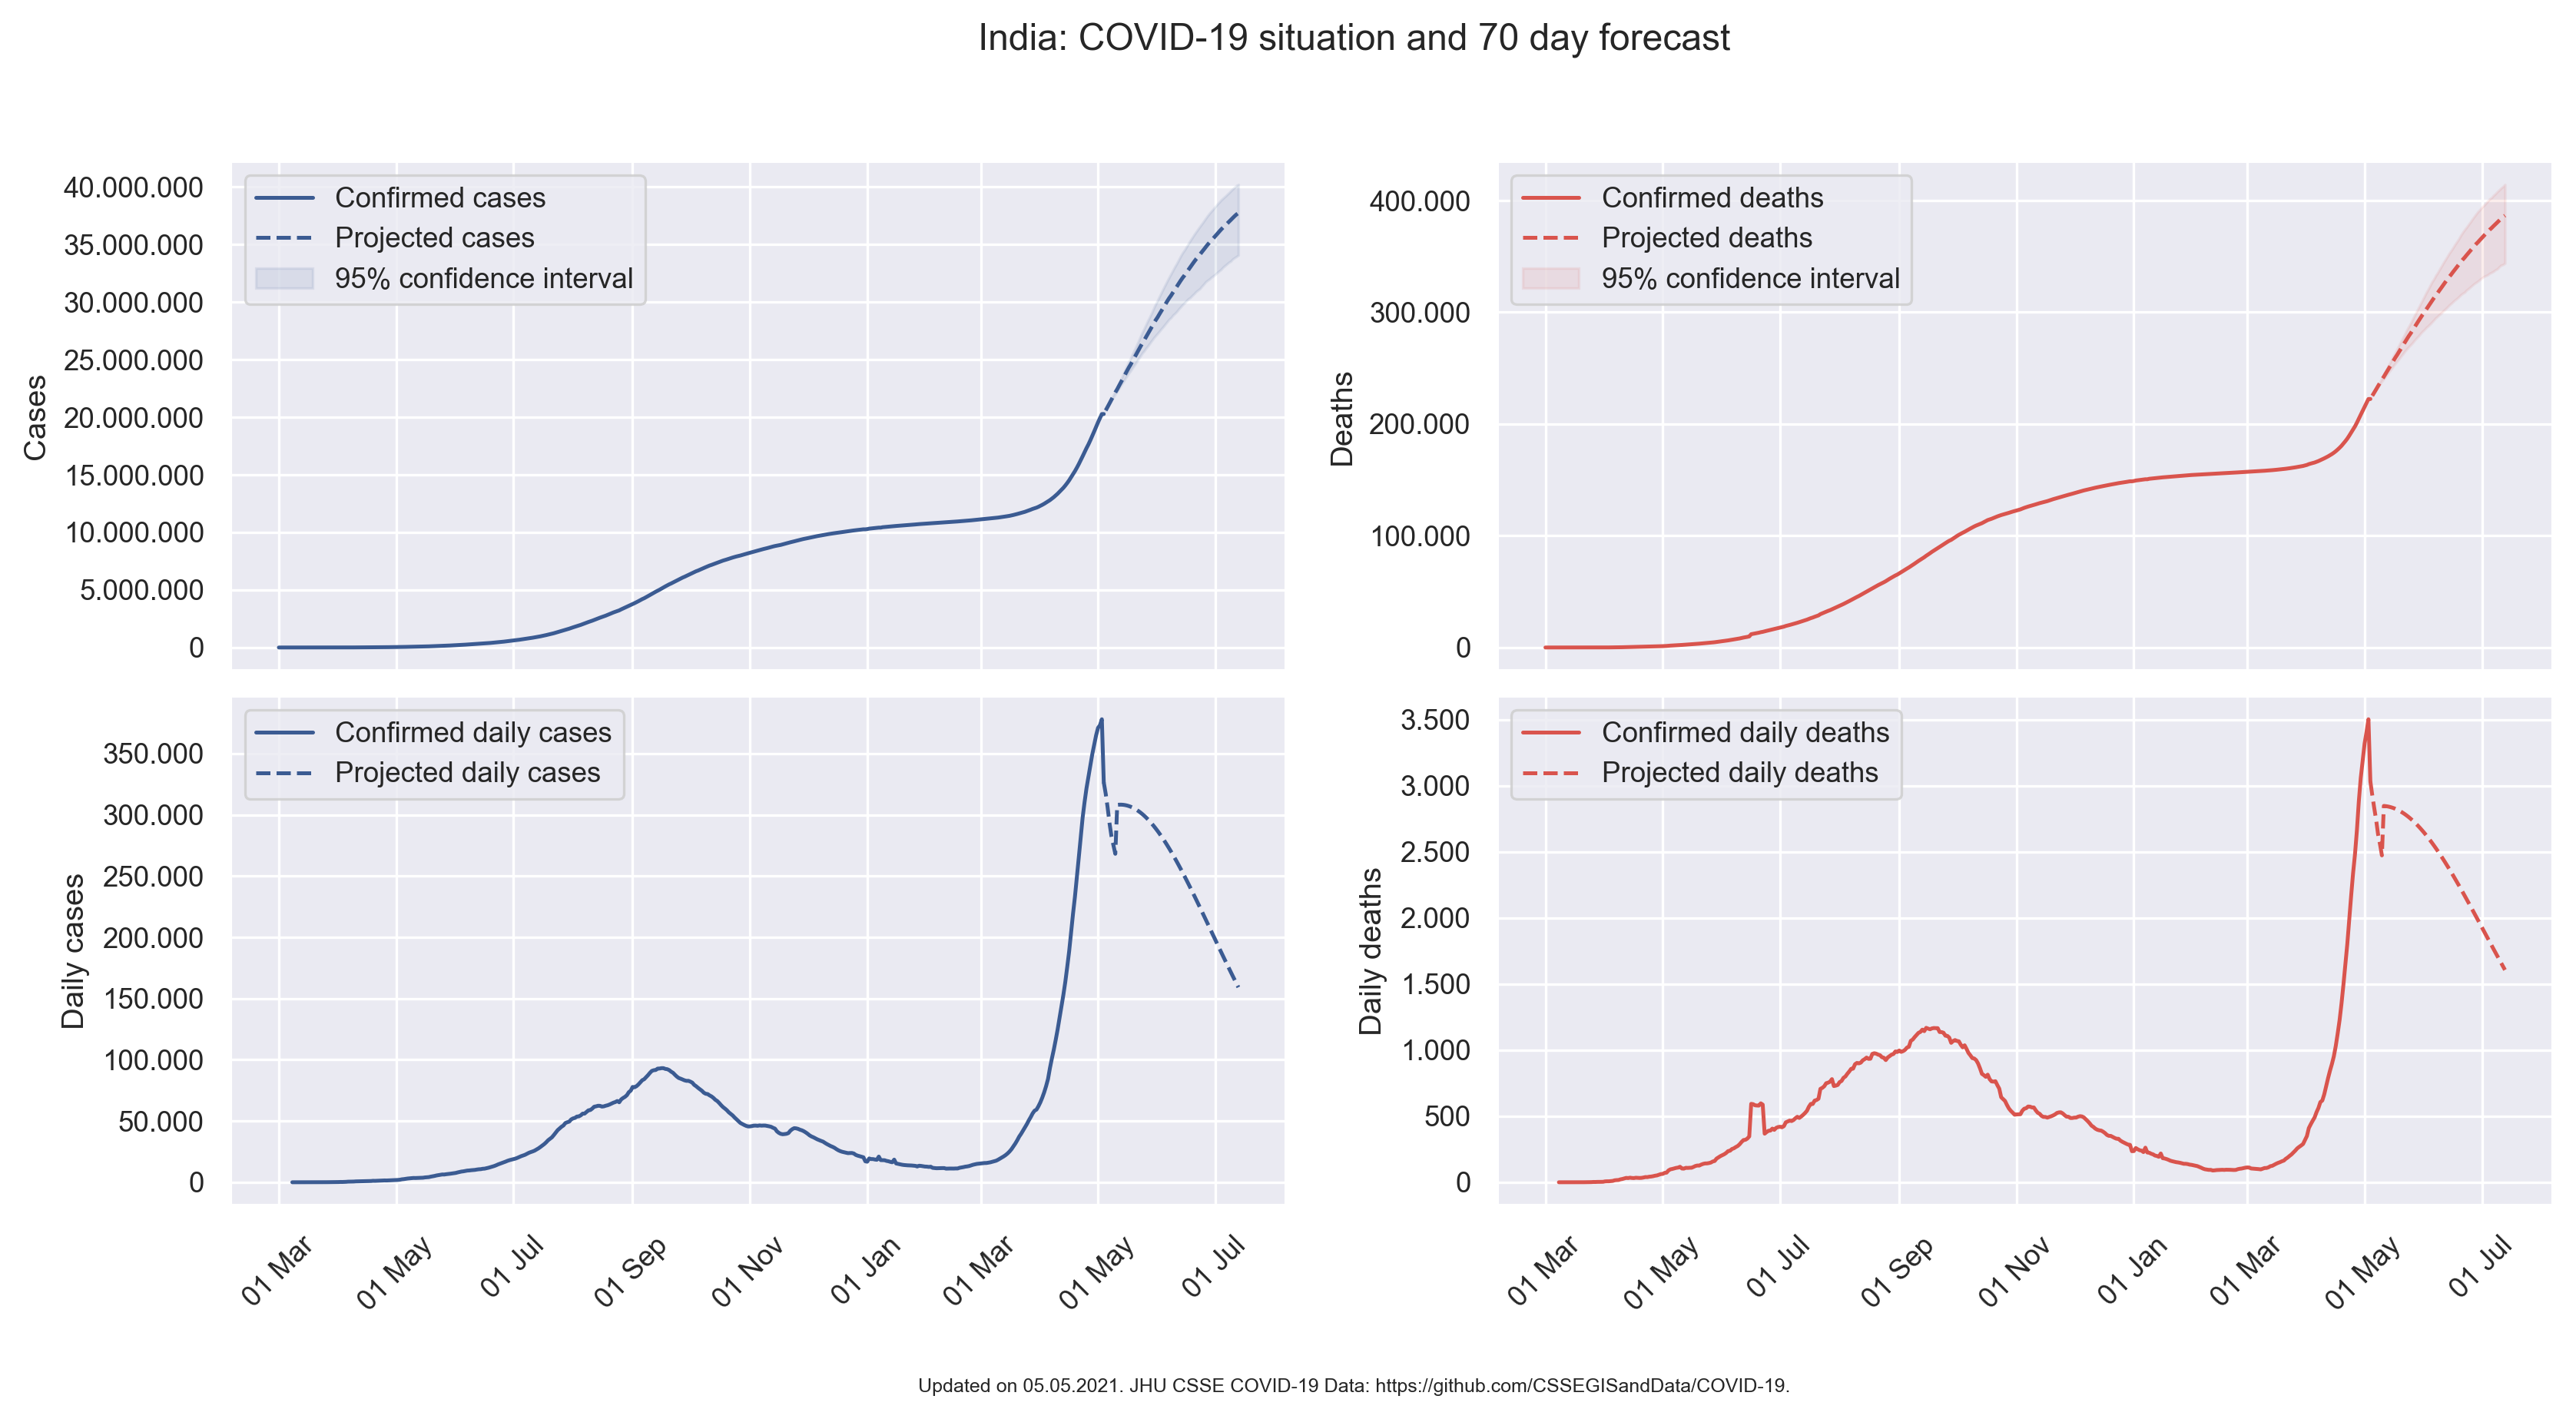 India: COVID-19 situation and 70 day forecast
Confirmed cases
Projected cases
95% confidence interval
Cases
40.000.000
35.000.000
30.000.000
25.000.000
20.000.000
15.000.000
10.000.000
5.000.000
0
Confirmed deaths
Projected deaths
95% confidence interval
Deaths
400.000
300.000
200.000
100.000
0
Confirmed daily cases
Projected daily cases
Daily cases
350.000
300.000
250.000
200.000
150.000
100.000
50.000
0
01 Mar
01 May
01 Jul
01 Sep
01 Nov
01 Jan
01 Mar
01 May
01 Jul
Confirmed daily deaths
Projected daily deaths
Daily deaths
3.500
3.000
2.500
2.000
1.500
1.000
500
0
01 Mar
01 May
01 Jul
01 Sep
01 Nov
01 Jan
01 Mar
01 May
01 Jul
Updated on 05.05.2021. JHU CSSE COVID-19 Data: https://github.com/CSSEGISandData/COVID-19.